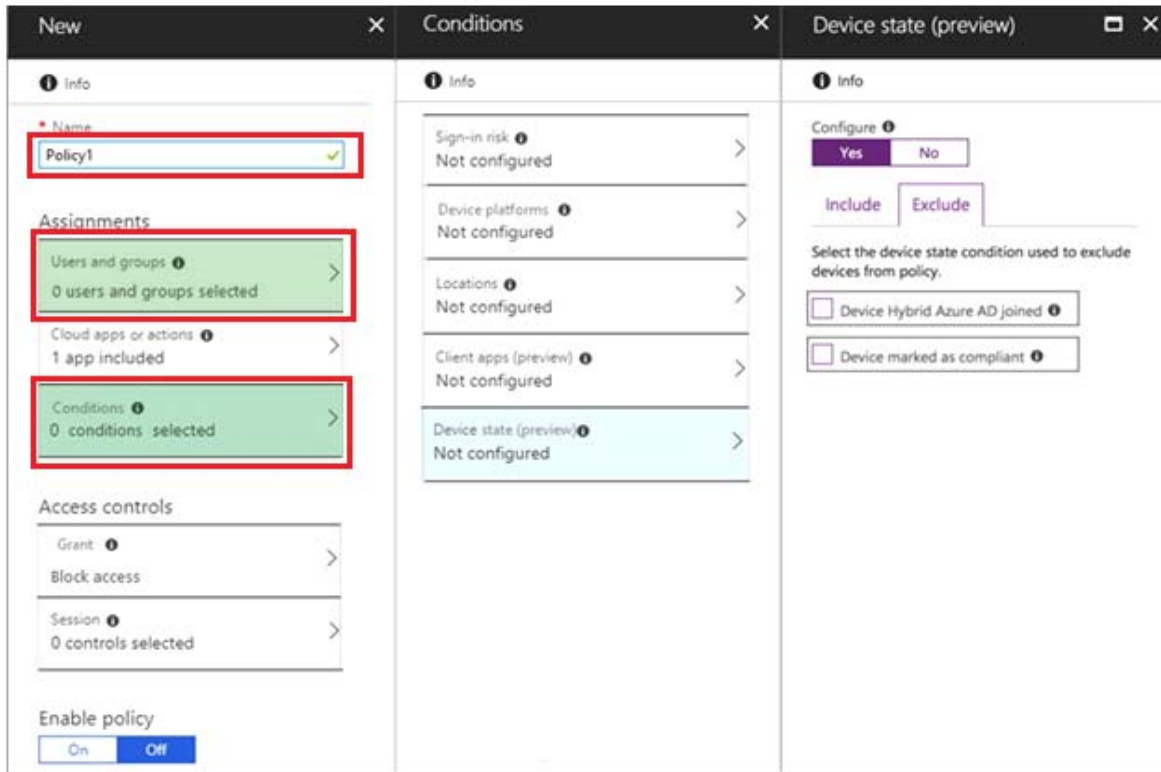 New
Info
* Name
Policy1
Assignments
Users and groups
0 users and groups selected
Cloud apps or actions
1 app included
Conditions
0 conditions selected
Access controls
Grant
Block access
Session
0 controls selected
Enable policy
On Off
Conditions
Info
Sign-in risk
Not configured
Device platforms
Not configured
Locations
Not configured
Client apps (preview)
Not configured
Device state (preview)
Not configured
Device state (preview)
Info
Configure
Yes No
Include Exclude
Select the device state condition used to exclude
devices from policy.
Device Hybrid Azure AD joined
Device marked as compliant